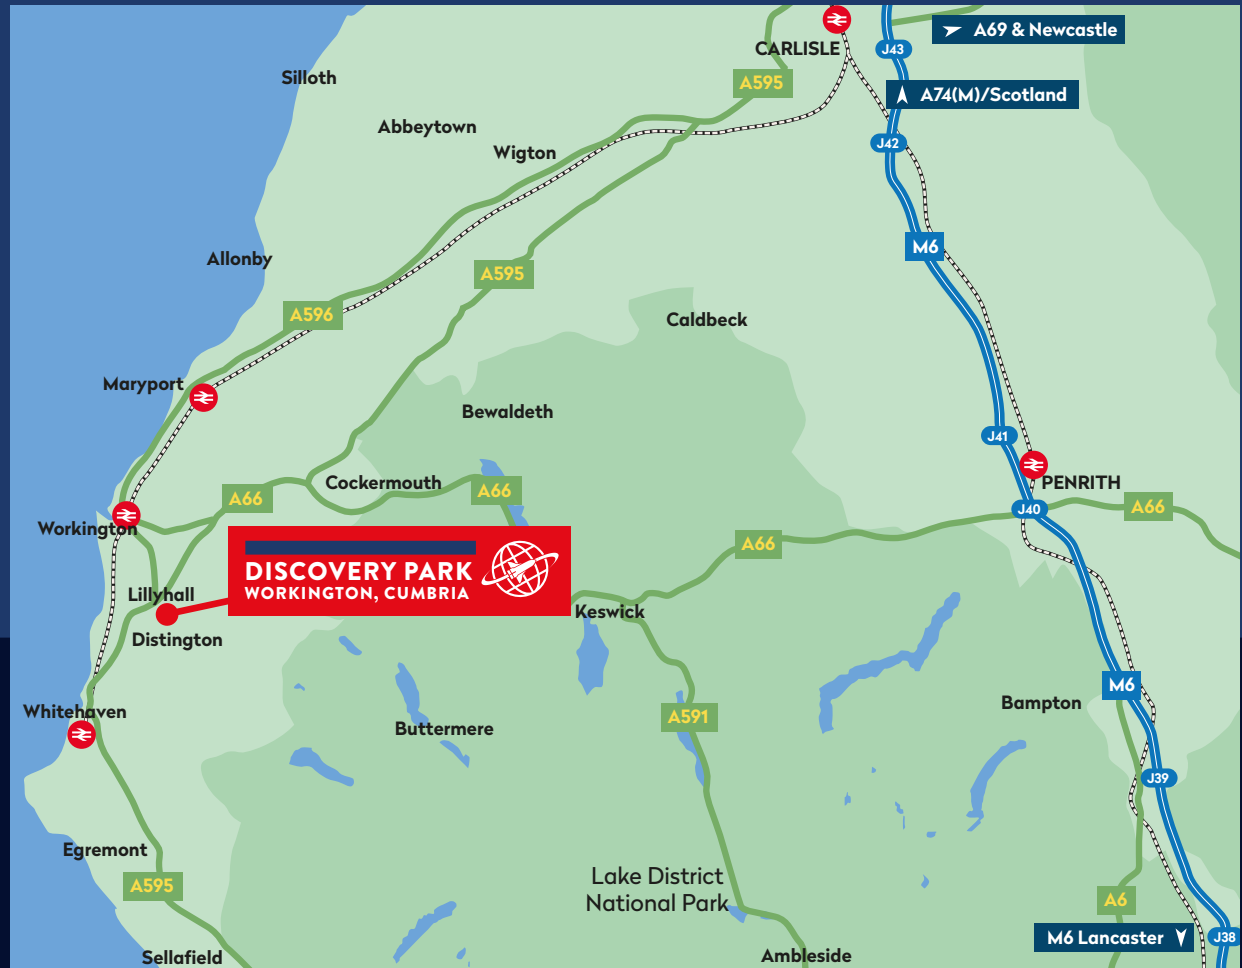 CARLISLE
J43
A69 & Newcastle
Silloth
A595
A74(M)/Scotland
Abbeytown
Wigton
J42
M6
Allonby
A595
A596
Caldbeck
Maryport
Bewaldeth
J41
Cockermouth
PENRITH
A66
A66
J40
A66
Workington
A66
DISCOVERY PARK
WORKINGTON, CUMBRIA
Lillyhall
Keswick
Distington
M6
Whitehaven
A591
Bampton
Buttermere
J39
Egremont
Lake District
National Park
A595
A6
M6 Lancaster
J38
Sellafield
Ambleside